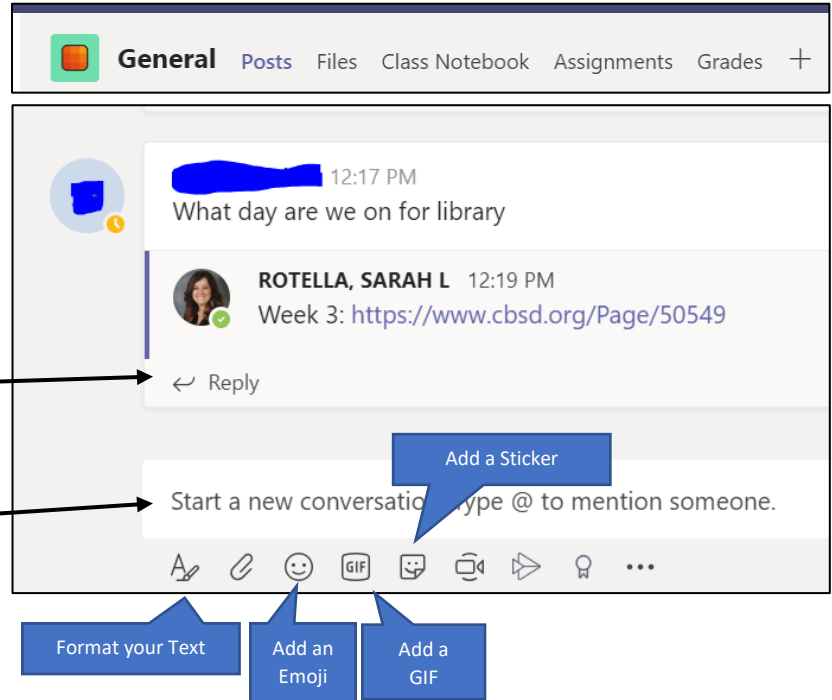 General Posts Files Class Notebook Assignments Grades
12:17 PM
What day are we on for library
ROTELLA, SARAH L 12:19 PM
Week 3: https://www.cbsd.org/Page/50549
Reply
Add a Sticker
Start a new conversatio ype @ to mention someone.
GIF
Format your Text
Add an
Emoji
Add a
GIF